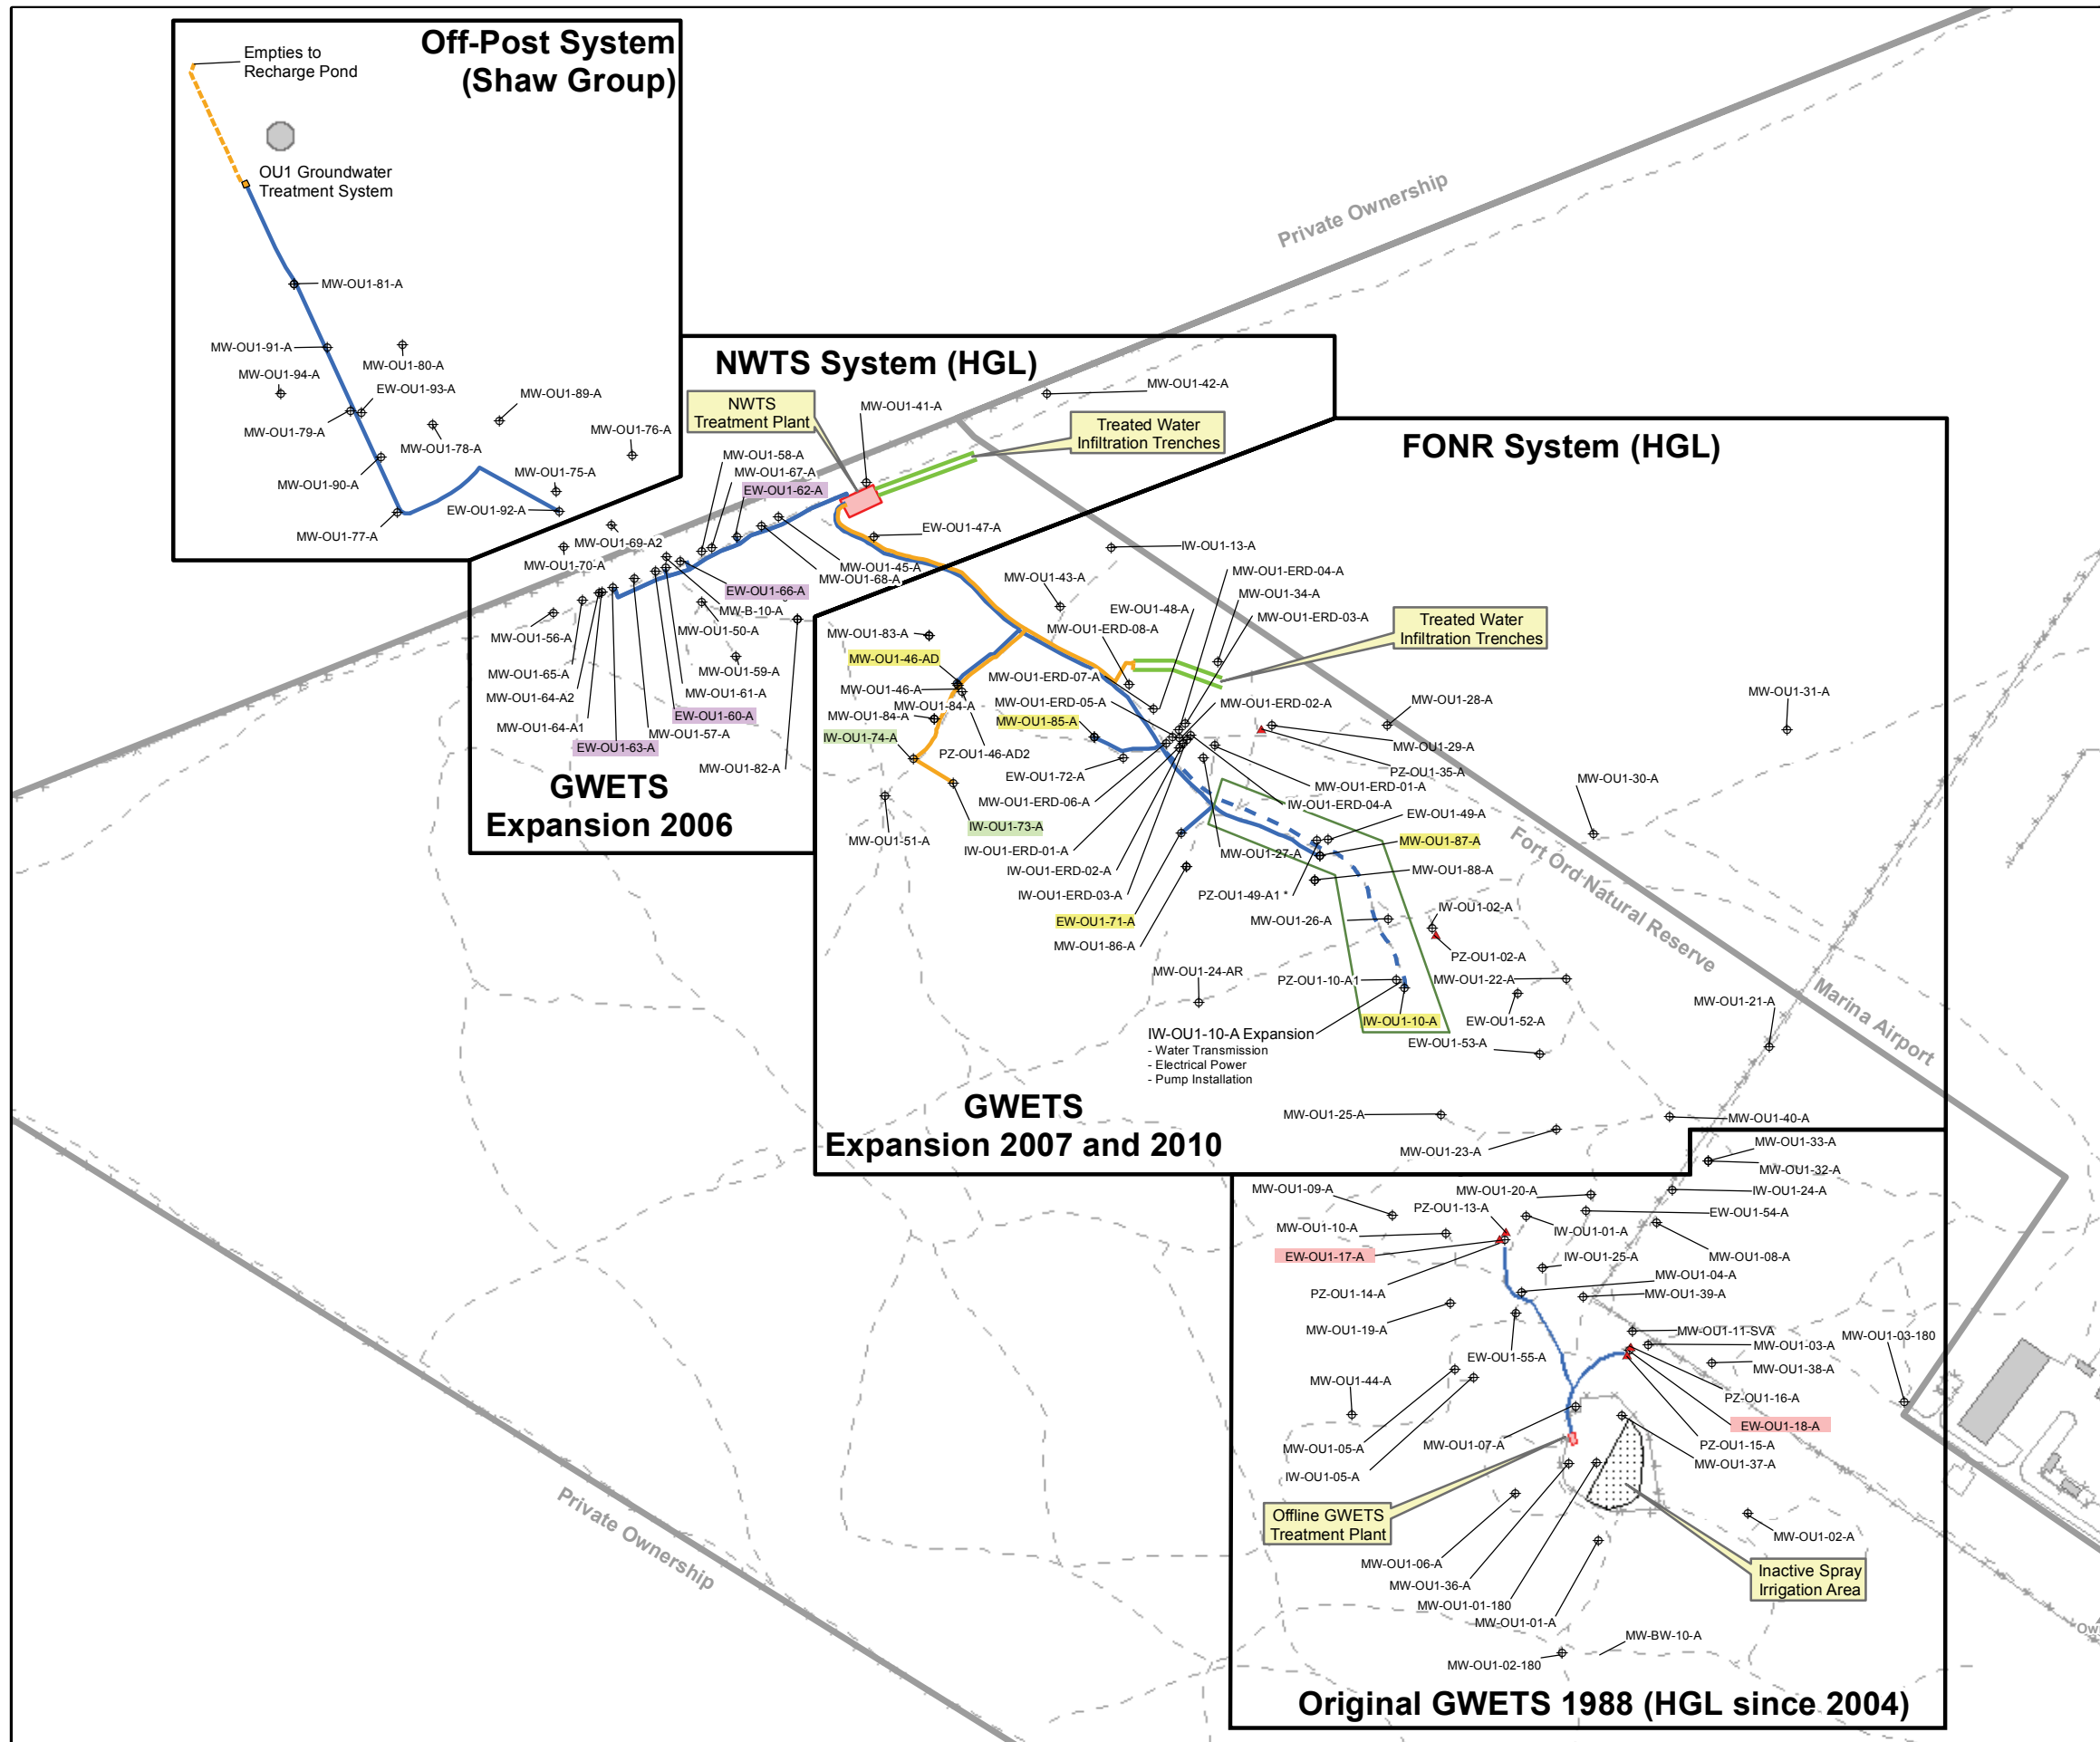 Off-Post System
(Shaw Group)
Empties to
Recharge Pond
OU1 Groundwater
Treatment System
MW-OU1-81-A
MW-OU1-91-A
MW-OU1-80-A
MW-OU1-94-A
EW-OU1-93-A
MW-OU1-89-A
MW-OU1-79-A
MW-OU1-78-A
MW-OU1-76-A
MW-OU1-90-A
MW-OU1-75-A
EW-OU1-92-A
MW-OU1-77-A
Private Ownership
NWTS System (HGL)
NWTS
Treatment Plant
MW-OU1-41-A
MW-OU1-42-A
Treated Water
Infiltration Trenches
MW-OU1-58-A
MW-OU1-67-A
EW-OU1-62-A
EW-OU1-47-A
MW-OU1-69-A2
MW-OU1-70-A
MW-OU1-45-A
MW-OU1-68-A
EW-OU1-66-A
MW-B-10-A
MW-OU1-56-A
MW-OU1-50-A
MW-OU1-65-A
MW-OU1-59-A
MW-OU1-64-A2
MW-OU1-61-A
EW-OU1-60-A
MW-OU1-64-A1
MW-OU1-57-A
EW-OU1-63-A
MW-OU1-82-A
GWETS
Expansion 2006
FONR System (HGL)
IW-OU1-13-A
MW-OU1-43-A
MW-OU1-ERD-04-A
MW-OU1-34-A
EW-OU1-48-A
MW-OU1-ERD-03-A
MW-OU1-ERD-08-A
Treated Water
Infiltration Trenches
MW-OU1-83-A
MW-OU1-46-AD
MW-OU1-ERD-07-A
MW-OU1-46-A
MW-OU1-84-A
MW-OU1-84-A
MW-OU1-ERD-05-A
MW-OU1-ERD-02-A
MW-OU1-85-A
IW-OU1-74-A
PZ-OU1-46-AD2
EW-OU1-72-A
MW-OU1-28-A
MW-OU1-31-A
MW-OU1-29-A
PZ-OU1-35-A
MW-OU1-30-A
MW-OU1-ERD-01-A
MW-OU1-ERD-06-A
IW-OU1-ERD-04-A
EW-OU1-49-A
IW-OU1-73-A
MW-OU1-51-A
IW-OU1-ERD-01-A
MW-OU1-27-A
MW-OU1-87-A
IW-OU1-ERD-02-A
MW-OU1-88-A
IW-OU1-ERD-03-A
PZ-OU1-49-A1 *
EW-OU1-71-A
MW-OU1-26-A
IW-OU1-02-A
MW-OU1-86-A
PZ-OU1-02-A
Fort Ord Natural Reserve
MW-OU1-24-AR
PZ-OU1-10-A1
MW-OU1-22-A
IW-OU1-10-A
EW-OU1-52-A
MW-OU1-21-A
Marina Airport
IW-OU1-10-A Expansion
- Water Transmission
- Electrical Power
- Pump Installation
EW-OU1-53-A
GWETS
Expansion 2007 and 2010
MW-OU1-25-A
MW-OU1-40-A
MW-OU1-23-A
MW-OU1-33-A
MW-OU1-32-A
MW-OU1-09-A
MW-OU1-20-A
IW-OU1-24-A
PZ-OU1-13-A
EW-OU1-54-A
MW-OU1-10-A
IW-OU1-01-A
EW-OU1-17-A
IW-OU1-25-A
MW-OU1-08-A
MW-OU1-04-A
PZ-OU1-14-A
MW-OU1-39-A
MW-OU1-19-A
MW-OU1-11-SVA
MW-OU1-03-180
MW-OU1-03-A
EW-OU1-55-A
MW-OU1-38-A
MW-OU1-44-A
PZ-OU1-16-A
EW-OU1-18-A
MW-OU1-05-A
MW-OU1-07-A
PZ-OU1-15-A
MW-OU1-37-A
IW-OU1-05-A
Offline GWETS
Treatment Plant
MW-OU1-02-A
MW-OU1-06-A
Inactive Spray
Irrigation Area
MW-OU1-36-A
MW-OU1-01-180
MW-OU1-01-A
MW-BW-10-A
MW-OU1-02-180
Original GWETS 1988 (HGL since 2004)
Private Ownership